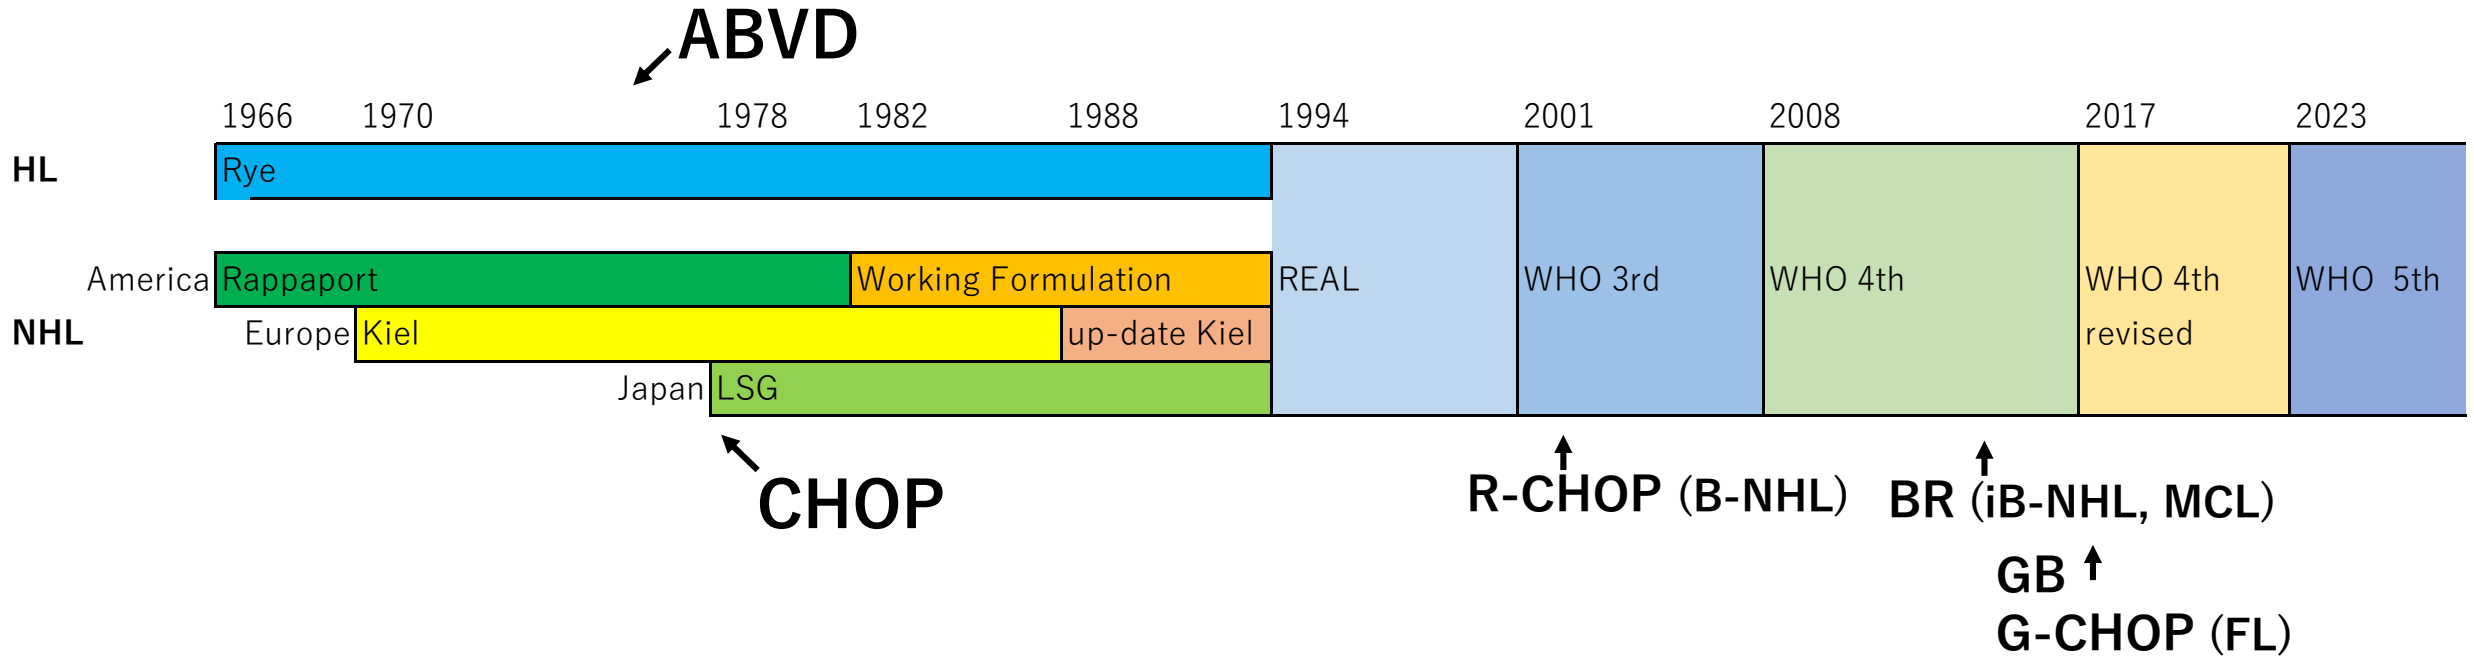 ABVD
1966 1970 1978 1982 1988 1994 2001 2008 2017 2023
HL Rye
America Rappaport Working Formulation REAL WHO 3rd WHO 4th WHO 4th WHO 5th
NHL Europe Kiel up-date Kiel revised
Japan LSG
CHOP R-CHOP (B-NHL) BR (iB-NHL, MCL)
GB
G-CHOP (FL)